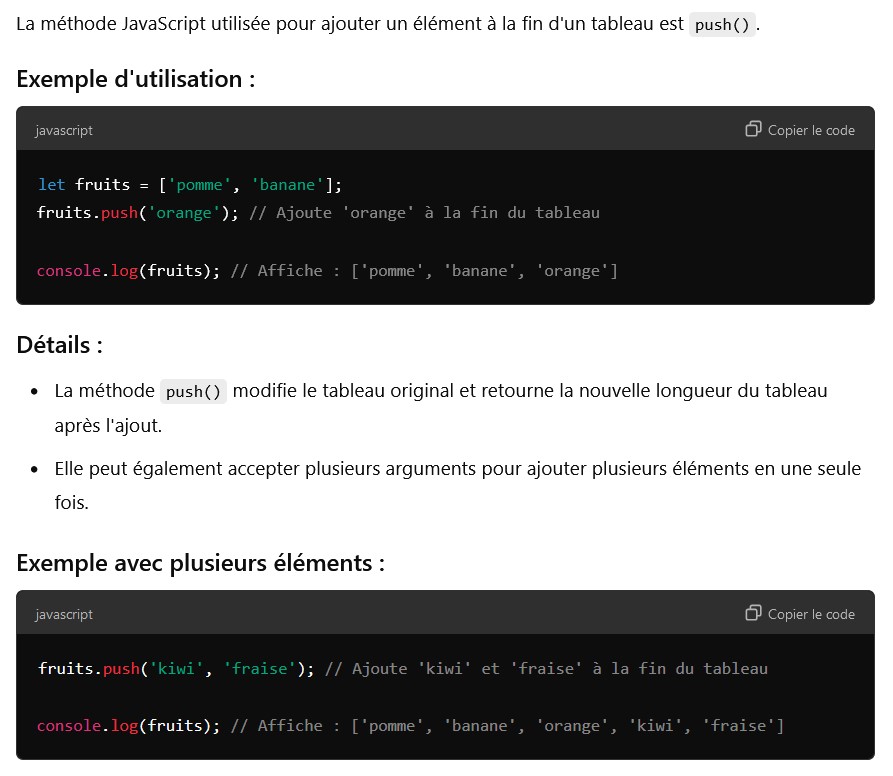 La méthode JavaScript utilisée pour ajouter un élément à la fin d'un tableau est push().
Exemple d'utilisation :
javascript Copier le code
let fruits = ['pomme', 'banane'];
fruits.push('orange'); // Ajoute 'orange' à la fin du tableau
console.log(fruits); // Affiche : ['pomme', 'banane', 'orange']
Détails :
• La méthode push() modifie le tableau original et retourne la nouvelle longueur du tableau
après l'ajout.
• Elle peut également accepter plusieurs arguments pour ajouter plusieurs éléments en une seule
fois.
Exemple avec plusieurs éléments :
javascript Copier le code
fruits.push('kiwi', 'fraise'); // Ajoute 'kiwi' et 'fraise' à la fin du tableau
console.log(fruits); // Affiche : ['pomme', 'banane', 'orange', 'kiwi', 'fraise']